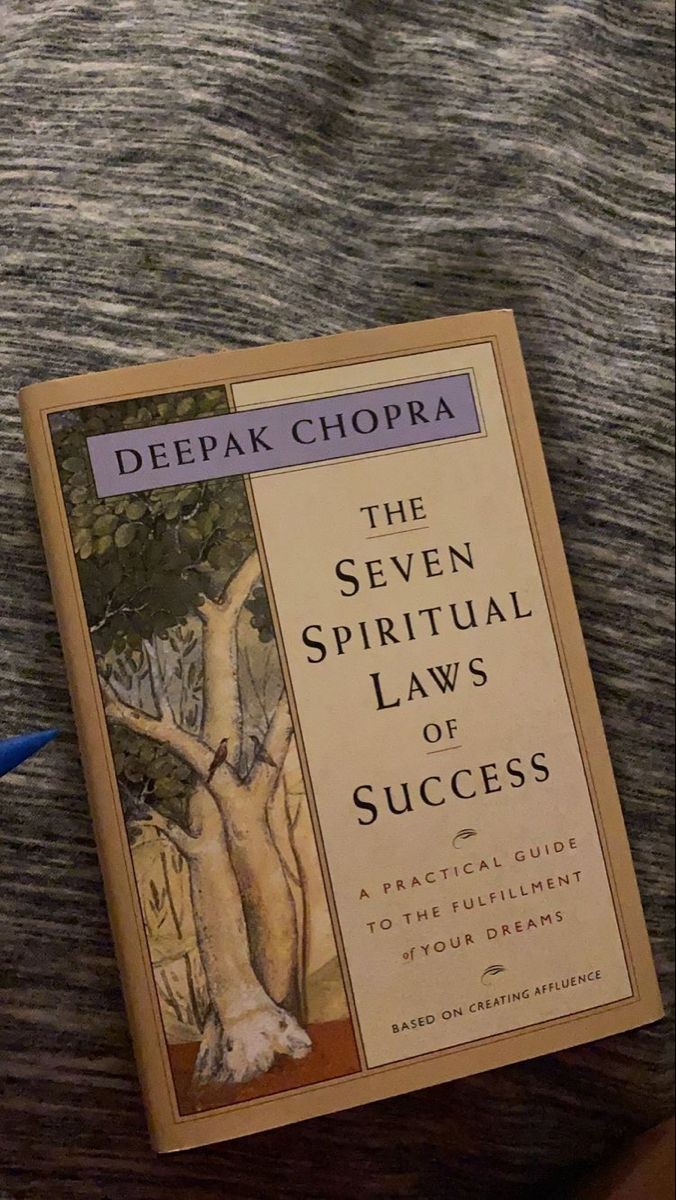 DEEPAK CHOPRA
THE
SEVEN
SPIRITUAL
LAWS
OF
SUCCESS
A PRACTICAL GUIDE
TO THE FULFILLMENT
of YOUR DREAMS
BASED ON CREATING AFFLUENCE